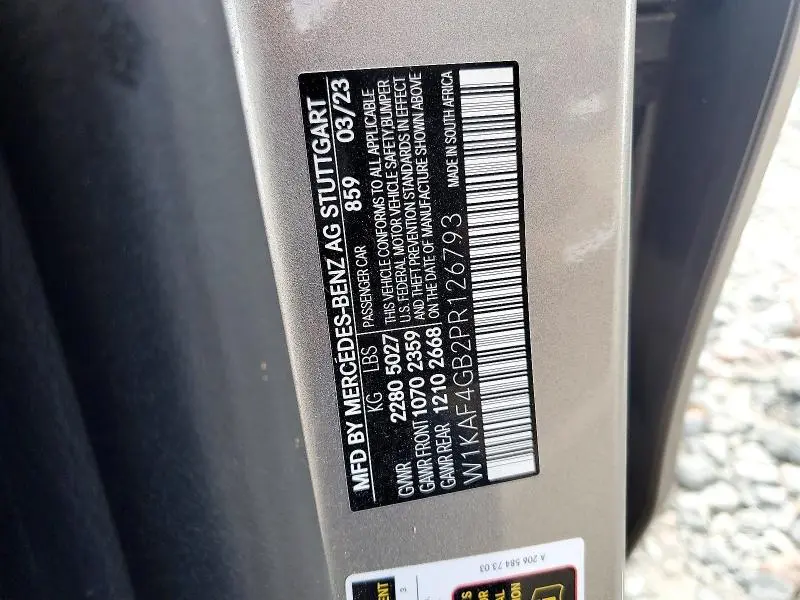 MFD BY MERCEDES-BENZ AG STUTTGART
KG LBS PASSENGER CAR 859 03/23
GVWR 2280 5027
GAWR FRONT 1070 2359
GAWR REAR 1210 2668
THIS VEHICLE CONFORMS TO ALL APPLICABLE
U.S. FEDERAL MOTOR VEHICLE SAFETY, BUMPER
AND THEFT PREVENTION STANDARDS IN EFFECT
ON THE DATE OF MANUFACTURE SHOWN ABOVE
W1KAF4GB2PR126793 MADE IN SOUTH AFRICA
A 206 584 73 03